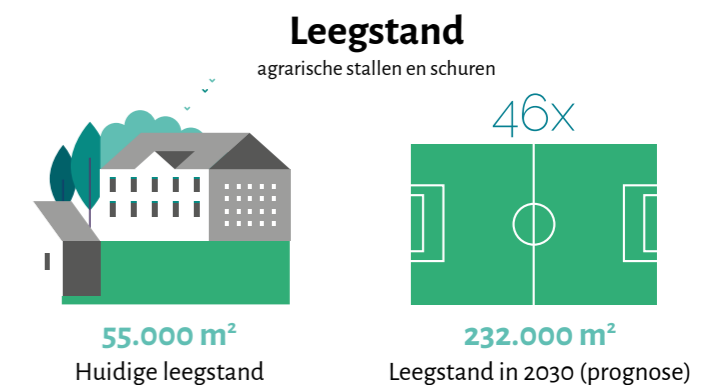 Leegstand
agrarische stallen en schuren
46x
55.000 m²
Huidige leegstand
232.000 m²
Leegstand in 2030 (prognose)